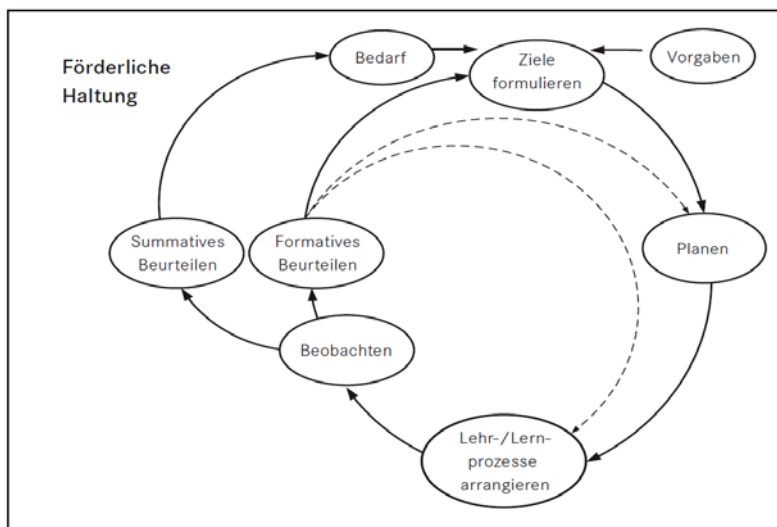 Förderliche
Haltung
Bedarf
Ziele
formulieren
Vorgaben
Summatives
Beurteilen
Formatives
Beurteilen
Planen
Beobachten
Lehr-/Lern-
prozesse
arrangieren